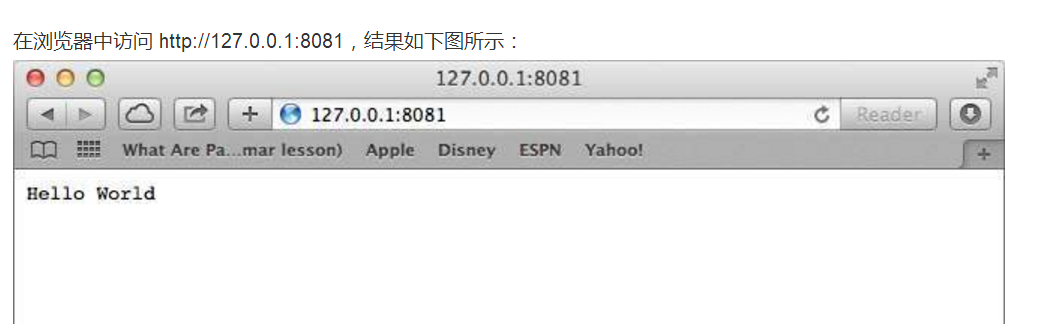 在浏览器中访问 http://127.0.0.1:8081，结果如下图所示：
127.0.0.1:8081
127.0.0.1:8081
Reader
What Are Pa...mar lesson) Apple Disney ESPN Yahoo!
Hello World